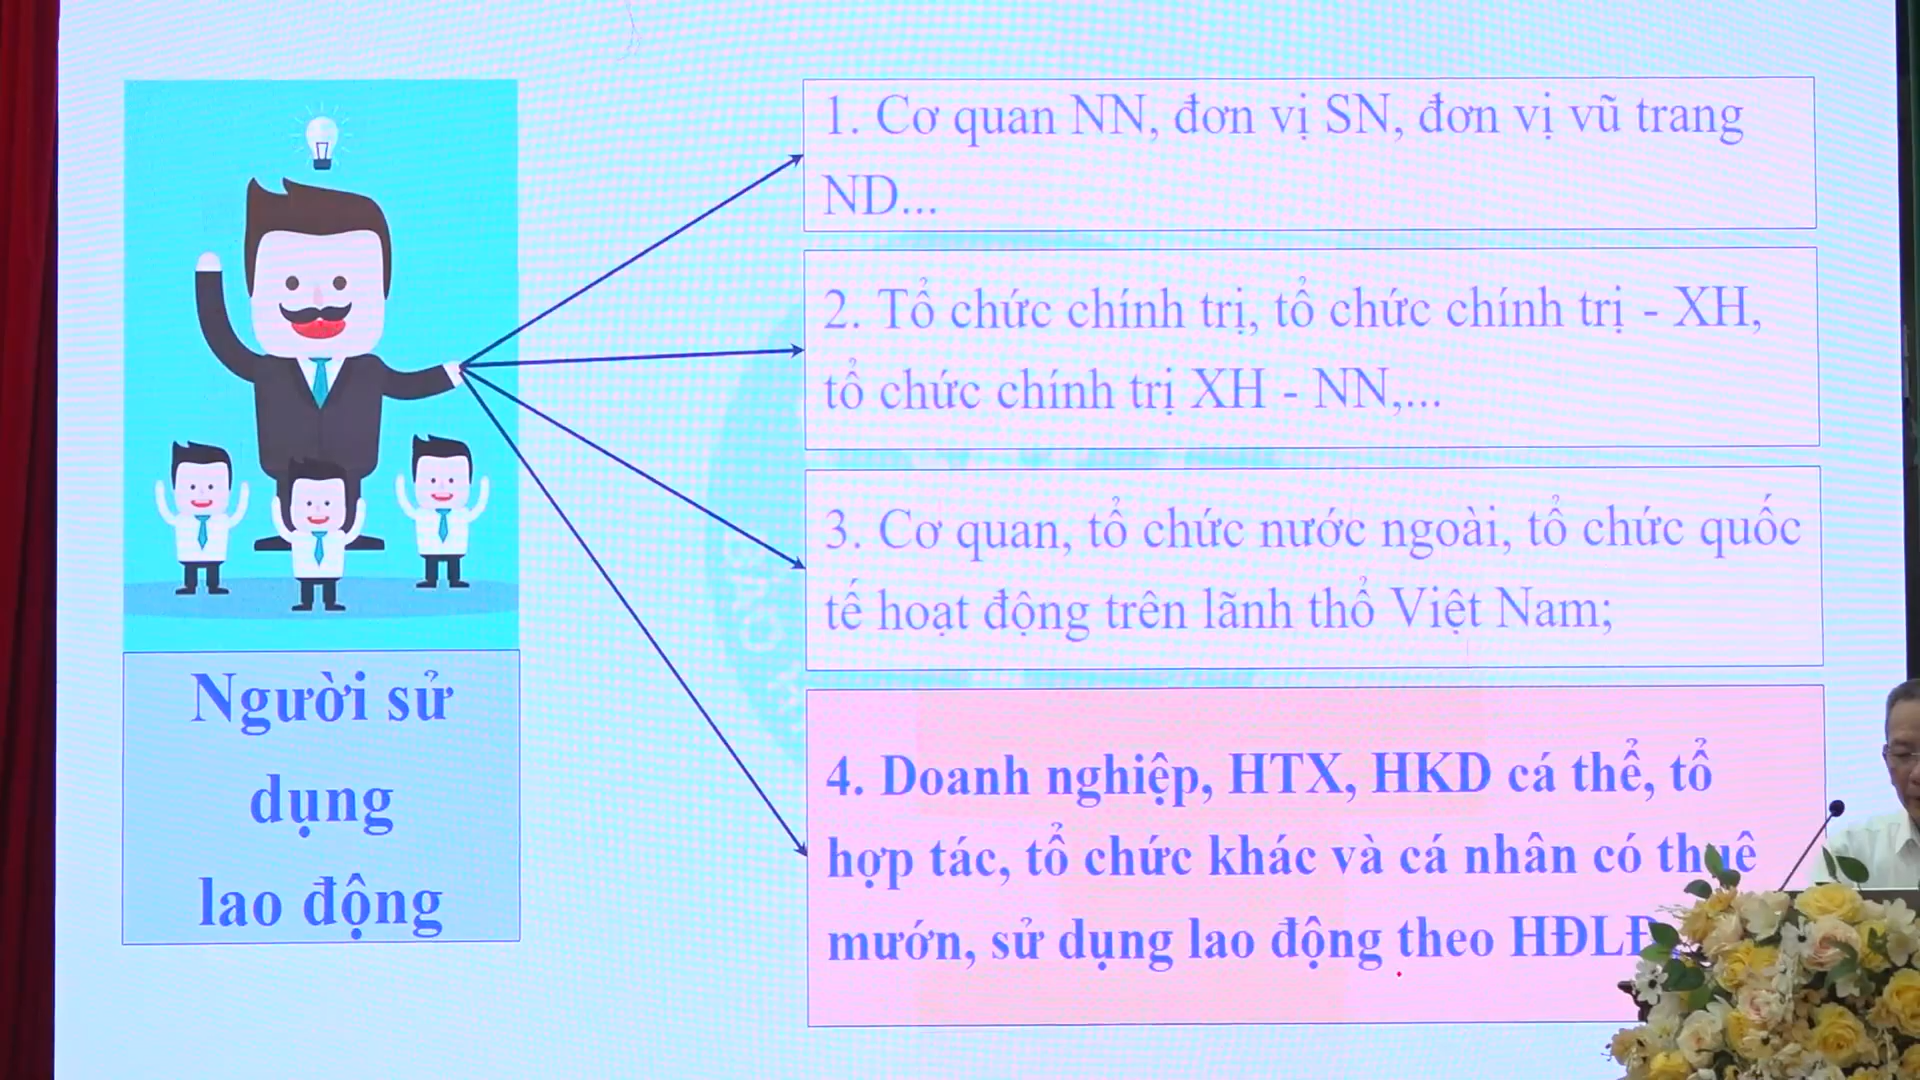 1. Cơ quan NN, đơn vị SN, đơn vị vũ trang
ND...
2. Tổ chức chính trị, tổ chức chính trị - XH,
tổ chức chính trị XH - NN,...
3. Cơ quan, tổ chức nước ngoài, tổ chức quốc
tế hoạt động trên lãnh thổ Việt Nam;
4. Doanh nghiệp, HTX, HKD cá thể, tổ
hợp tác, tổ chức khác và cá nhân có thuê
mướn, sử dụng lao động theo HĐLĐ
Người sử
dụng
lao động